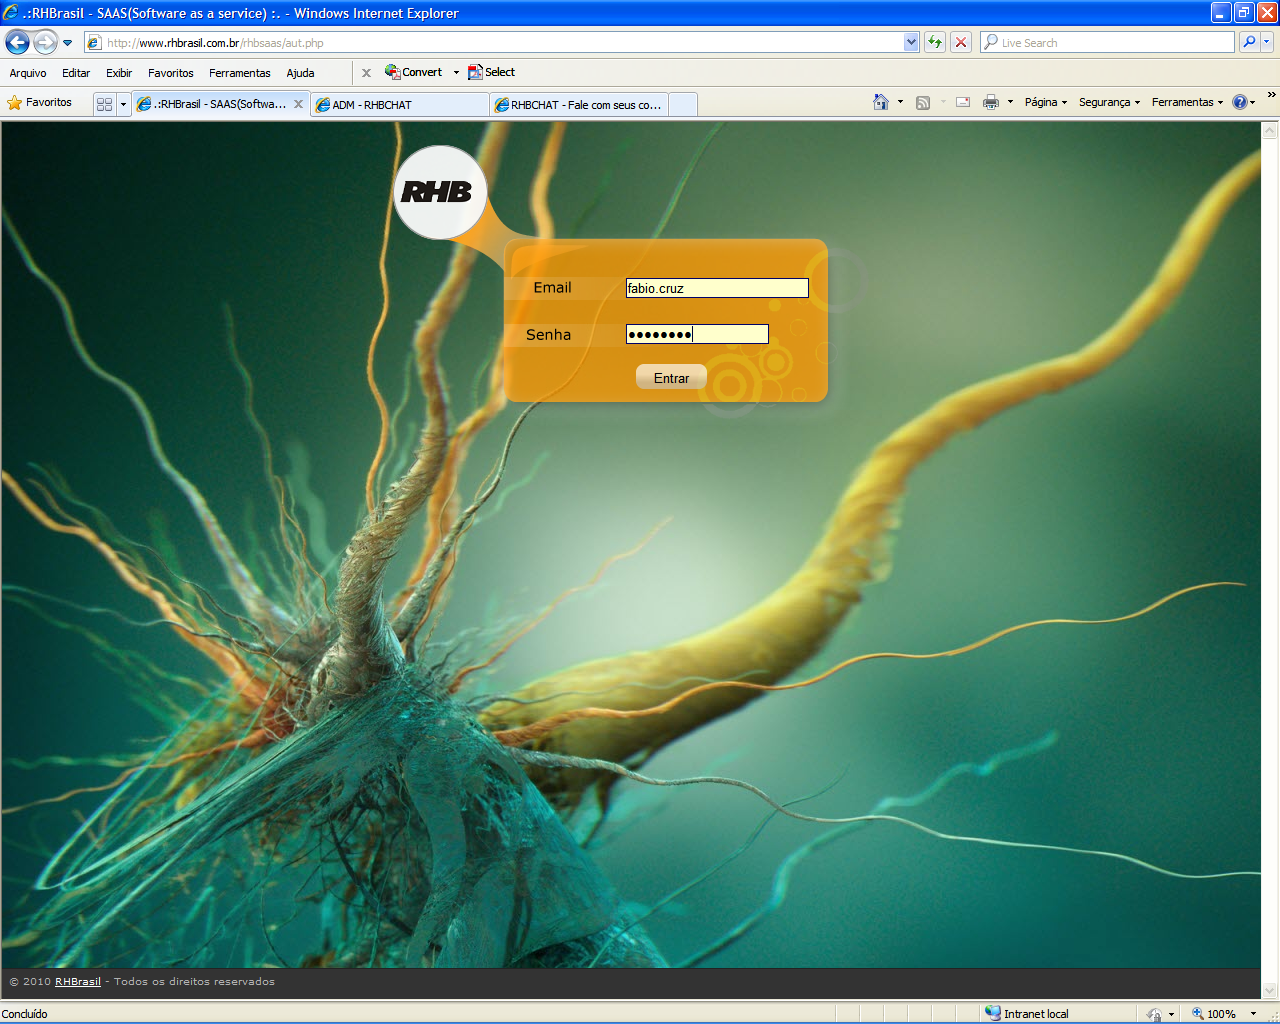 .:RHBrasil - SAAS(Software as a service) :. - Windows Internet Explorer
http://www.rhbrasil.com.br/rhbsaas/aut.php
Live Search
Arquivo Editar Exibir Favoritos Ferramentas Ajuda x Convert Select
Favoritos .:RHBrasil - SAAS(Softwa... ADM - RHBCHAT RHBCHAT - Fale com seus co... Página Segurança Ferramentas
RHB
Email fabio.cruz
Senha ••••••••
Entrar
© 2010 RHBrasil - Todos os direitos reservados
Concluído Intranet local 100%